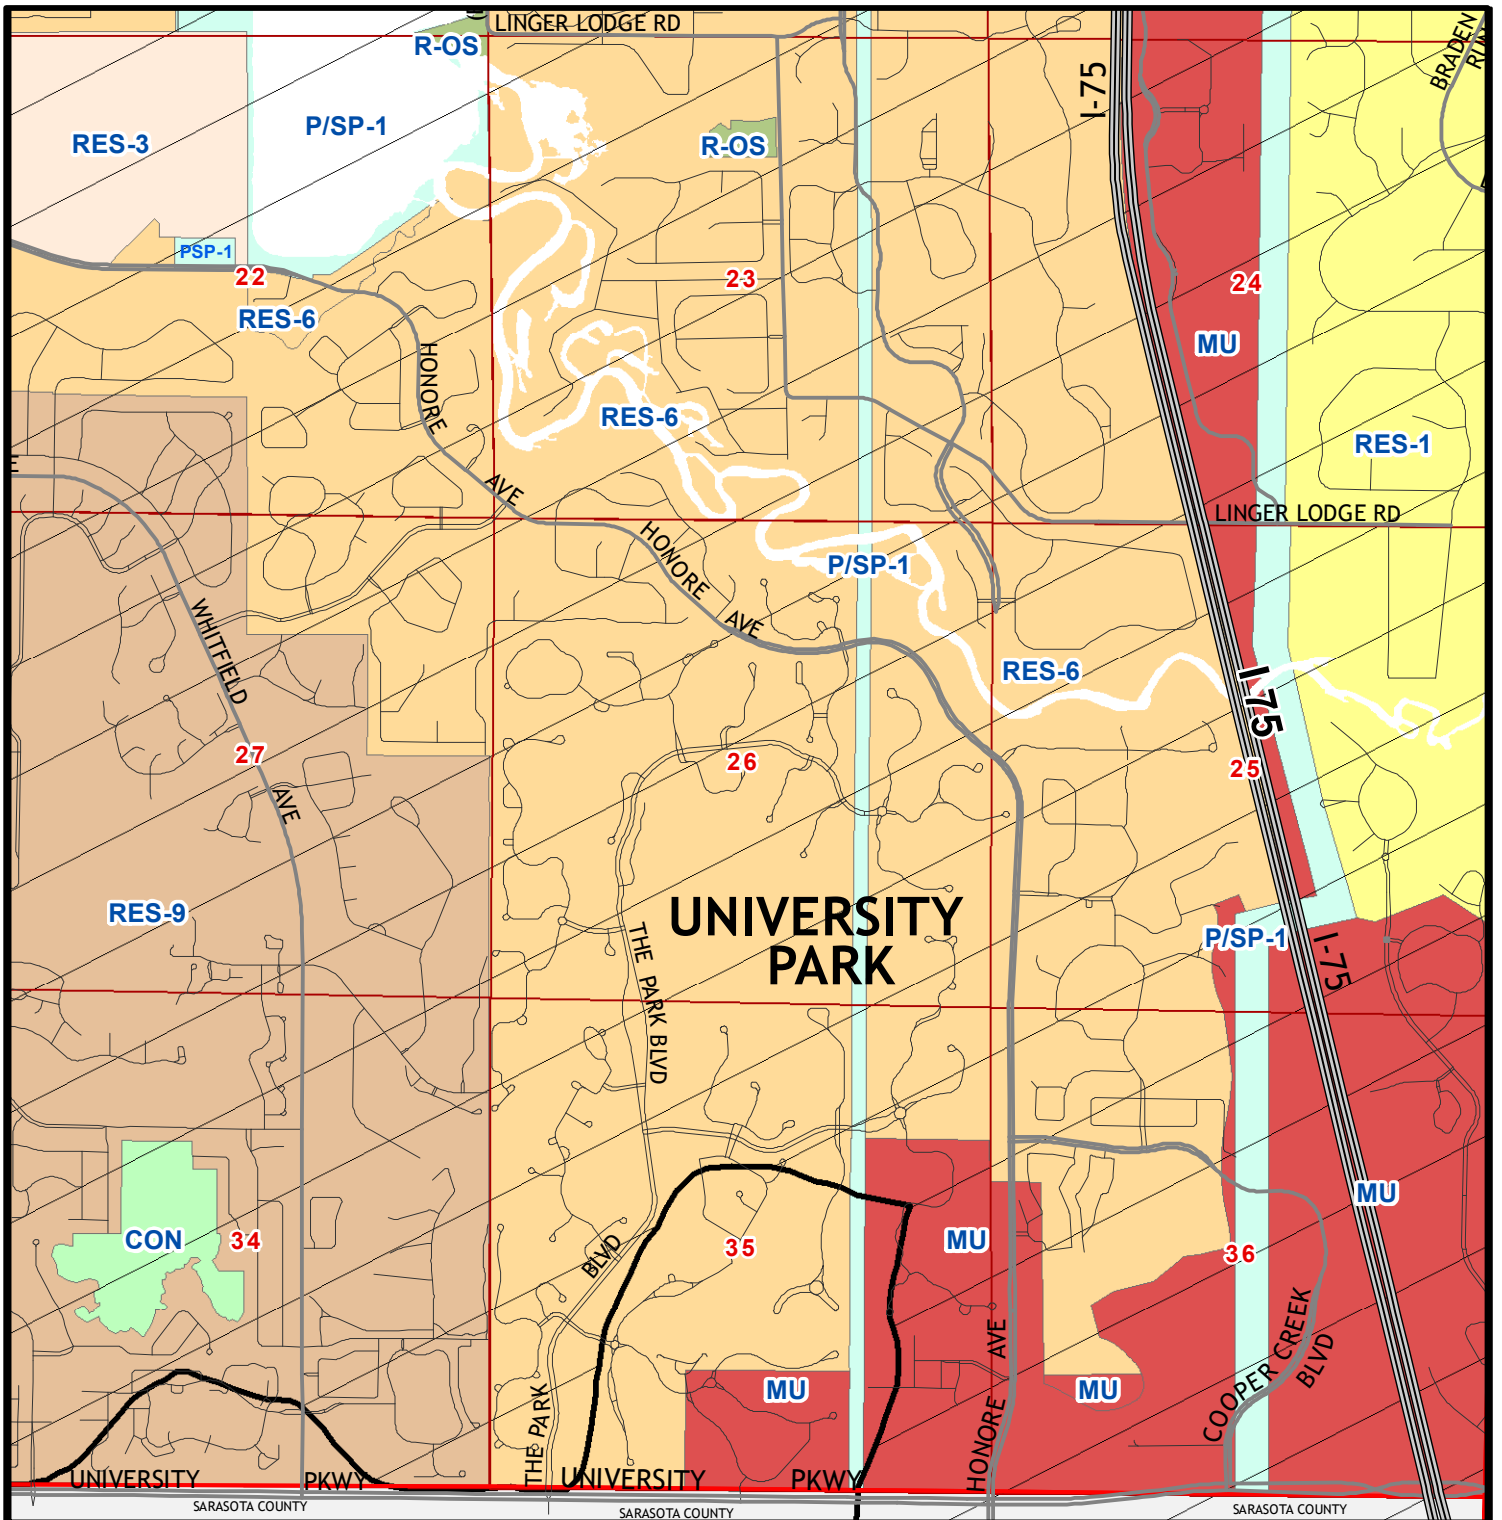 LINGER LODGE RD
R-OS
I-75
BRADEN
RUN
RES-3
P/SP-1
R-OS
PSP-1
22
23
24
RES-6
MU
HONORE
AVE
RES-6
RES-1
E
LINGER LODGE RD
HONORE
AVE
P/SP-1
WHITFIELD
AVE
RES-6
I-75
27
26
25
RES-9
UNIVERSITY
PARK
P/SP-1
I-75
THE PARK BLVD
CON
34
BLVD
35
MU
36
MU
HONORE AVE
COOPER CREEK
BLVD
MU
MU
THE PARK
UNIVERSITY PKWY
UNIVERSITY PKWY
SARASOTA COUNTY
SARASOTA COUNTY
SARASOTA COUNTY